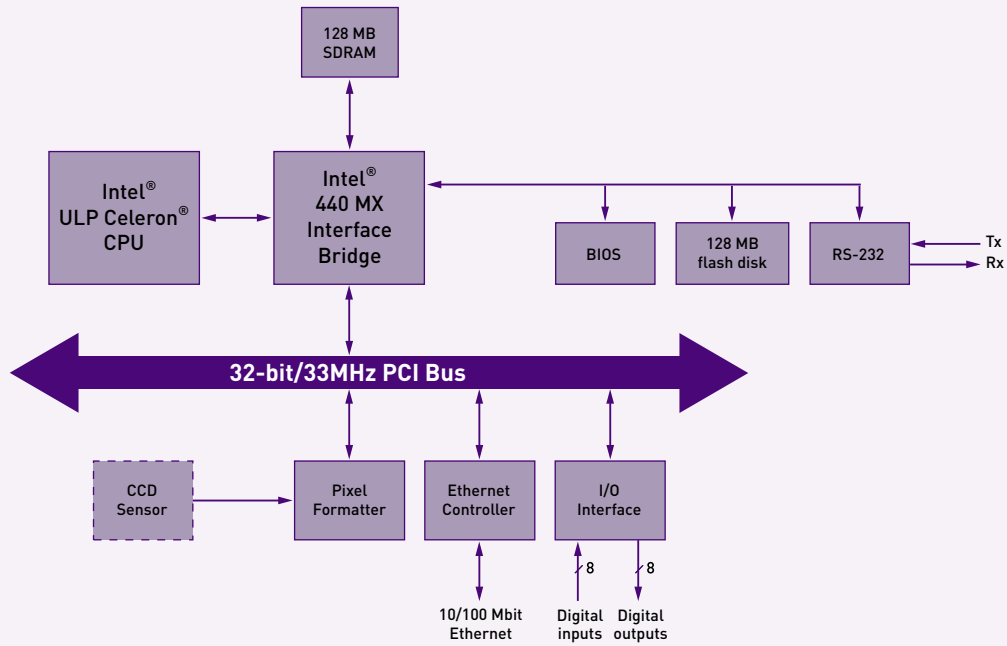 128 MB
SDRAM
Intel®
ULP Celeron®
CPU
Intel®
440 MX
Interface
Bridge
BIOS
128 MB
flash disk
RS-232
Tx
Rx
32-bit/33MHz PCI Bus
CCD
Sensor
Pixel
Formatter
Ethernet
Controller
I/O
Interface
8
8
10/100 Mbit
Ethernet
Digital
inputs
Digital
outputs